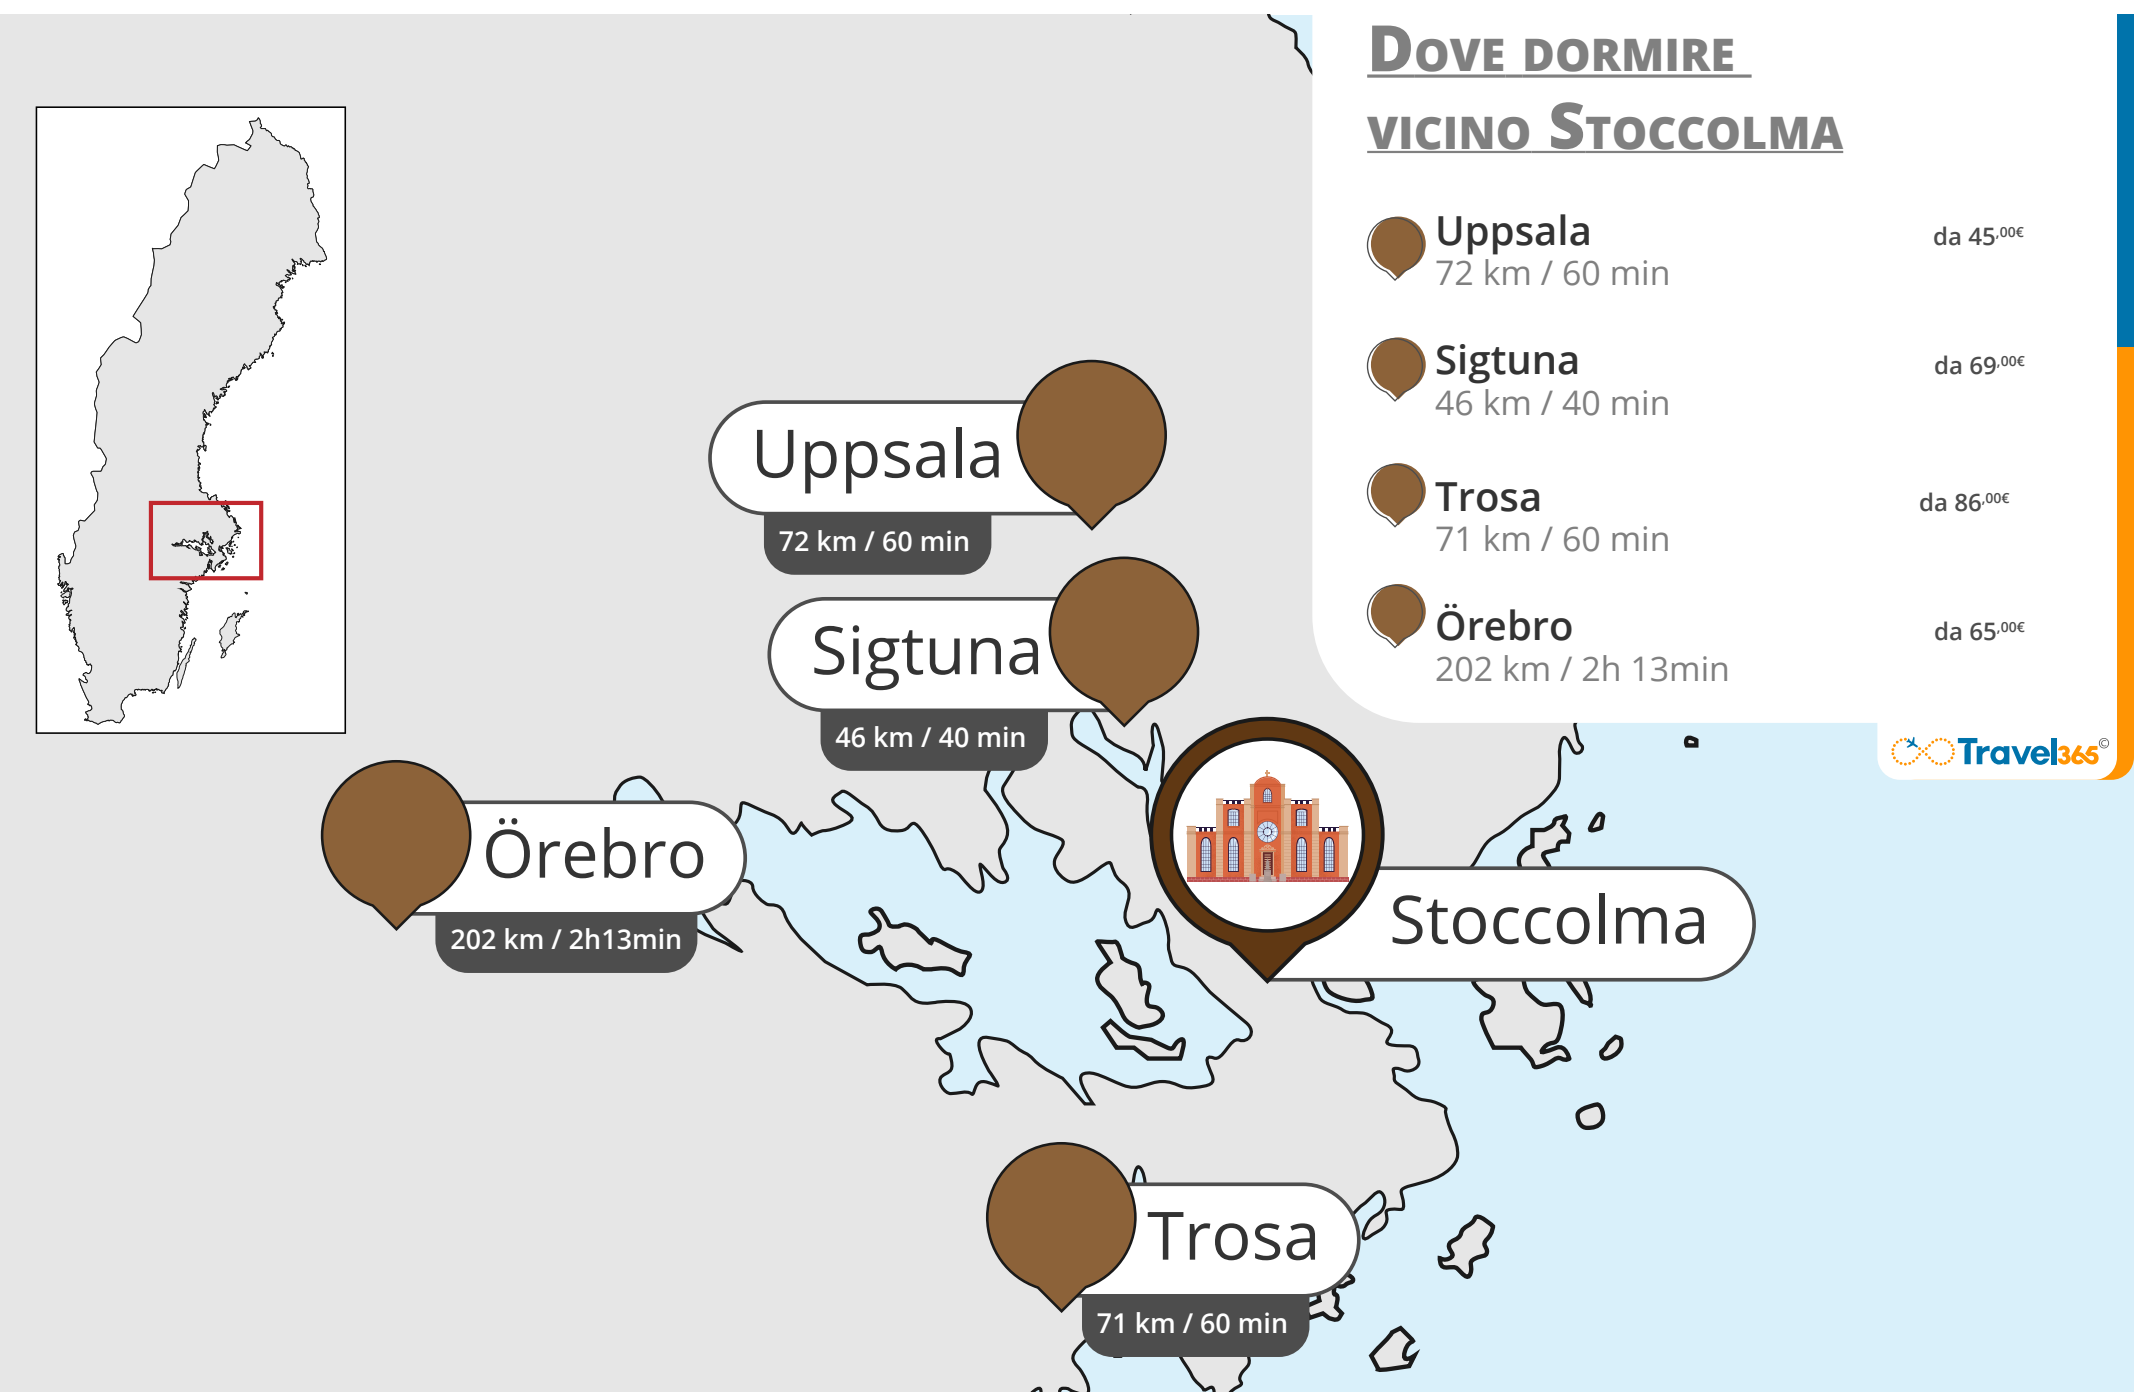 DOVE DORMIRE
VICINO STOCCOLMA
Uppsala
72 km / 60 min
da 45,00€
Sigtuna
46 km / 40 min
da 69,00€
Trosa
71 km / 60 min
da 86,00€
Örebro
202 km / 2h 13min
da 65,00€
Travel365©
Uppsala
72 km / 60 min
Sigtuna
46 km / 40 min
Örebro
202 km / 2h13min
Stoccolma
Trosa
71 km / 60 min